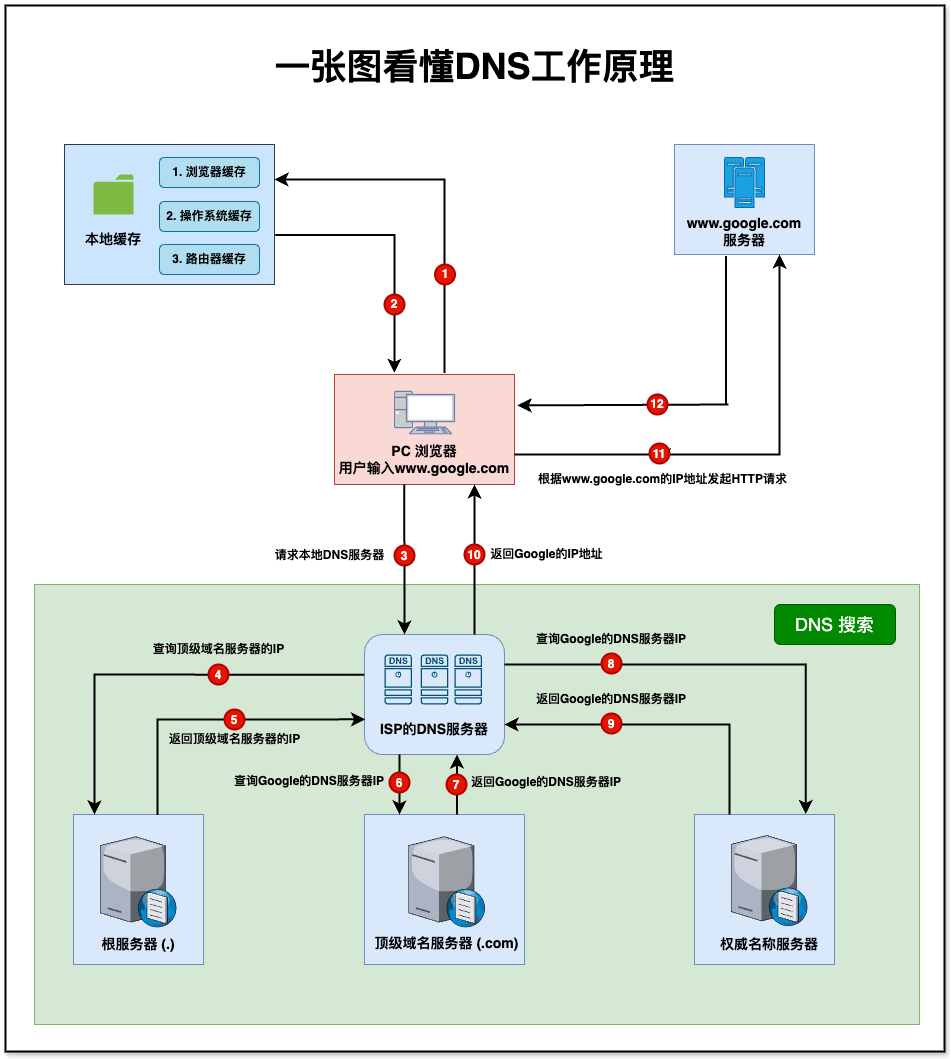 一张图看懂DNS工作原理
1. 浏览器缓存
2. 操作系统缓存
3. 路由器缓存
本地缓存
www.google.com
服务器
1
2
12
11
PC 浏览器
用户输入www.google.com
根据www.google.com的IP地址发起HTTP请求
请求本地DNS服务器
3
10
返回Google的IP地址
DNS 搜索
查询顶级域名服务器的IP
4
5
返回顶级域名服务器的IP
DNS
DNS
DNS
ISP的DNS服务器
查询Google的DNS服务器IP
8
返回Google的DNS服务器IP
9
查询Google的DNS服务器IP
6
7
返回Google的DNS服务器IP
根服务器 (.)
顶级域名服务器 (.com)
权威名称服务器